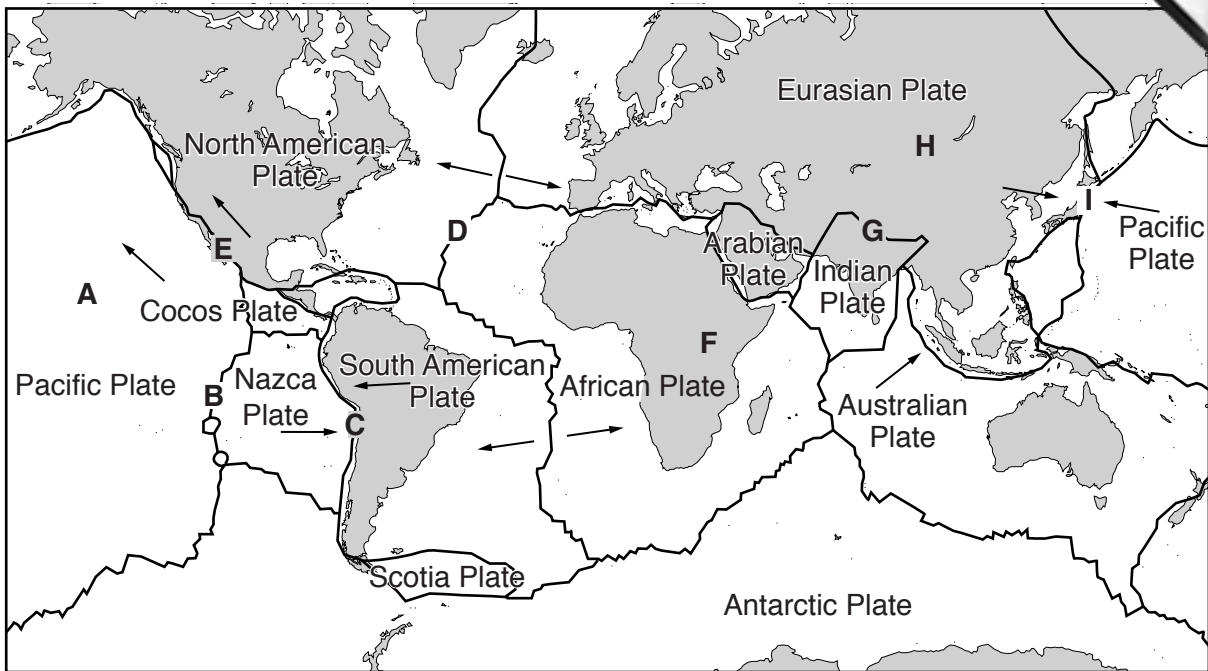 Eurasian Plate
H
North American
Plate
I
Pacific
Plate
D
G
E
Arabian
Plate
Indian
Plate
A
Cocos Plate
F
South American
Plate
African Plate
Pacific Plate
B
Nazca
Plate
C
Australian
Plate
Scotia Plate
Antarctic Plate